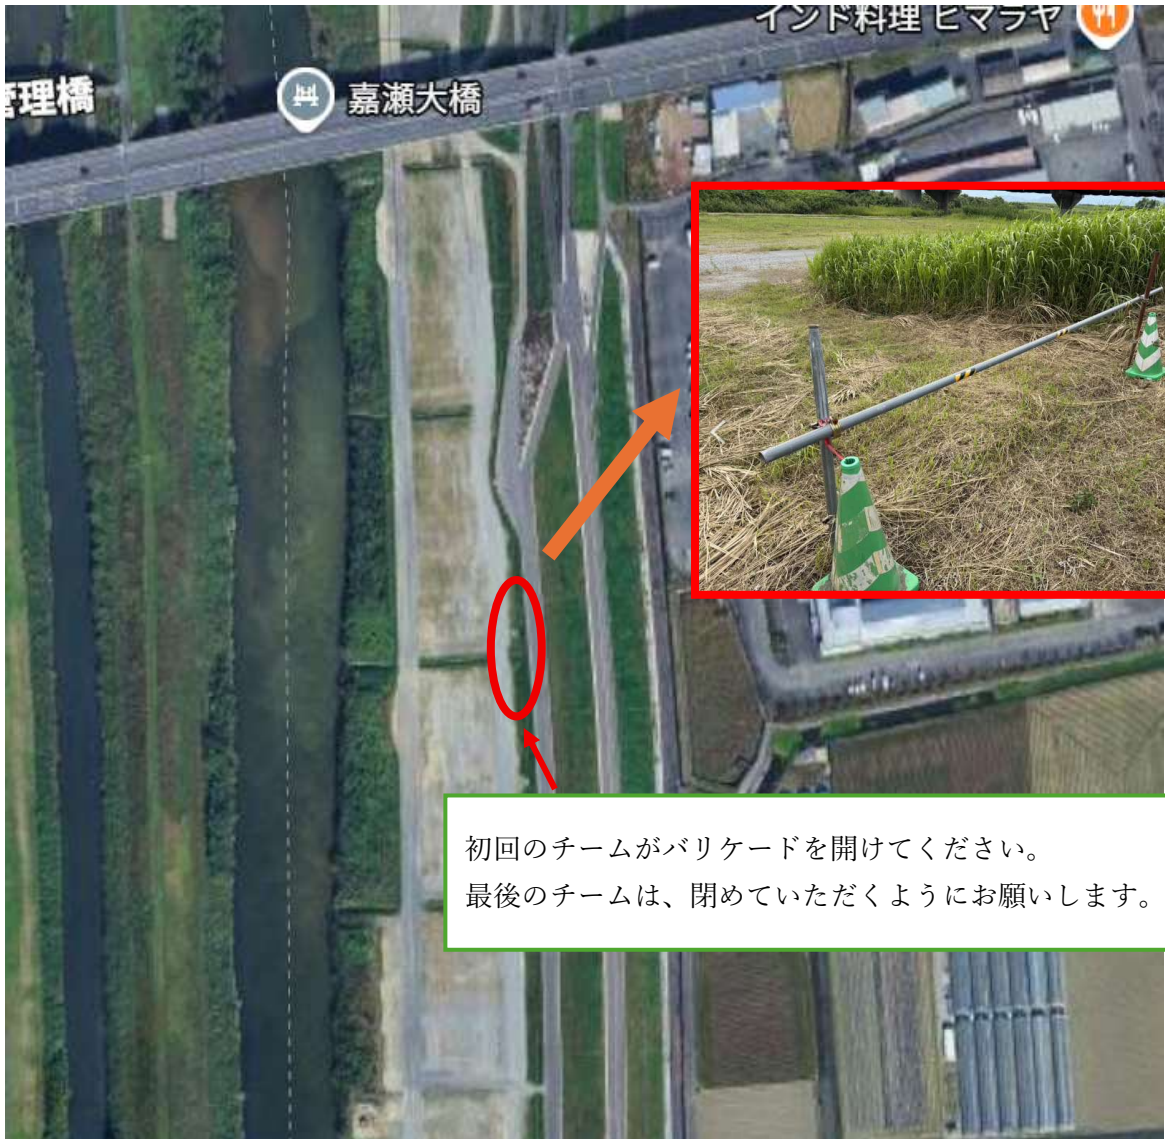 インド料理 ヒマラヤ
管理橋
嘉瀬大橋
初回のチームがバリケードを開けてください。
最後のチームは、閉めていただくようにお願いします。